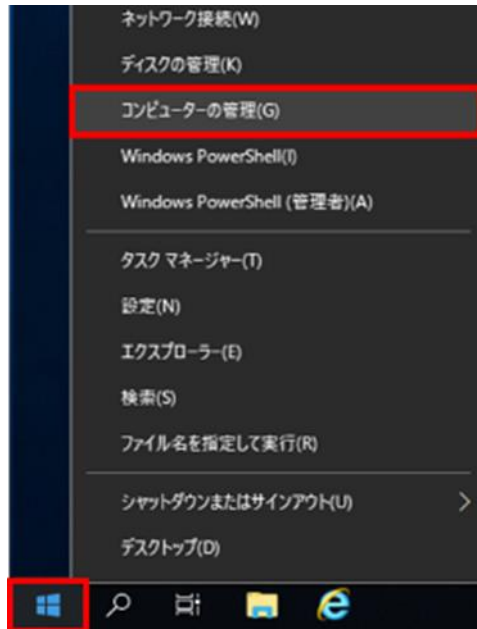 ネットワーク接続(W)
ディスクの管理(K)
コンピューターの管理(G)
Windows PowerShell(I)
Windows PowerShell (管理者)(A)
タスク マネージャー(T)
設定(N)
エクスプローラー(E)
検索(S)
ファイル名を指定して実行(R)
シャットダウンまたはサインアウト(U)
デスクトップ(D)